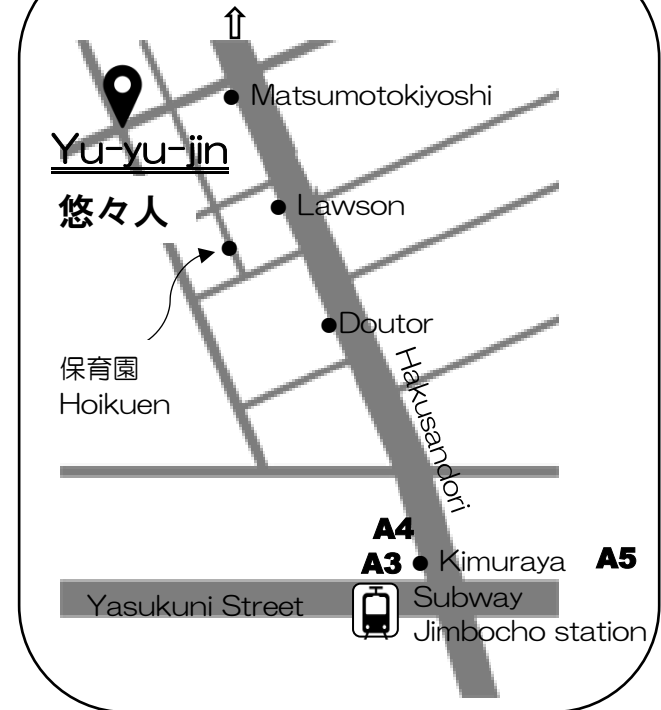 ⇧
Matsumotokiyoshi
Yu-yu-jin
悠々人
Lawson
Doutor
保育園
Hoikuen
Hakusandori
A4
A3
Kimuraya
A5
Yasukuni Street
Subway
Jimbocho station